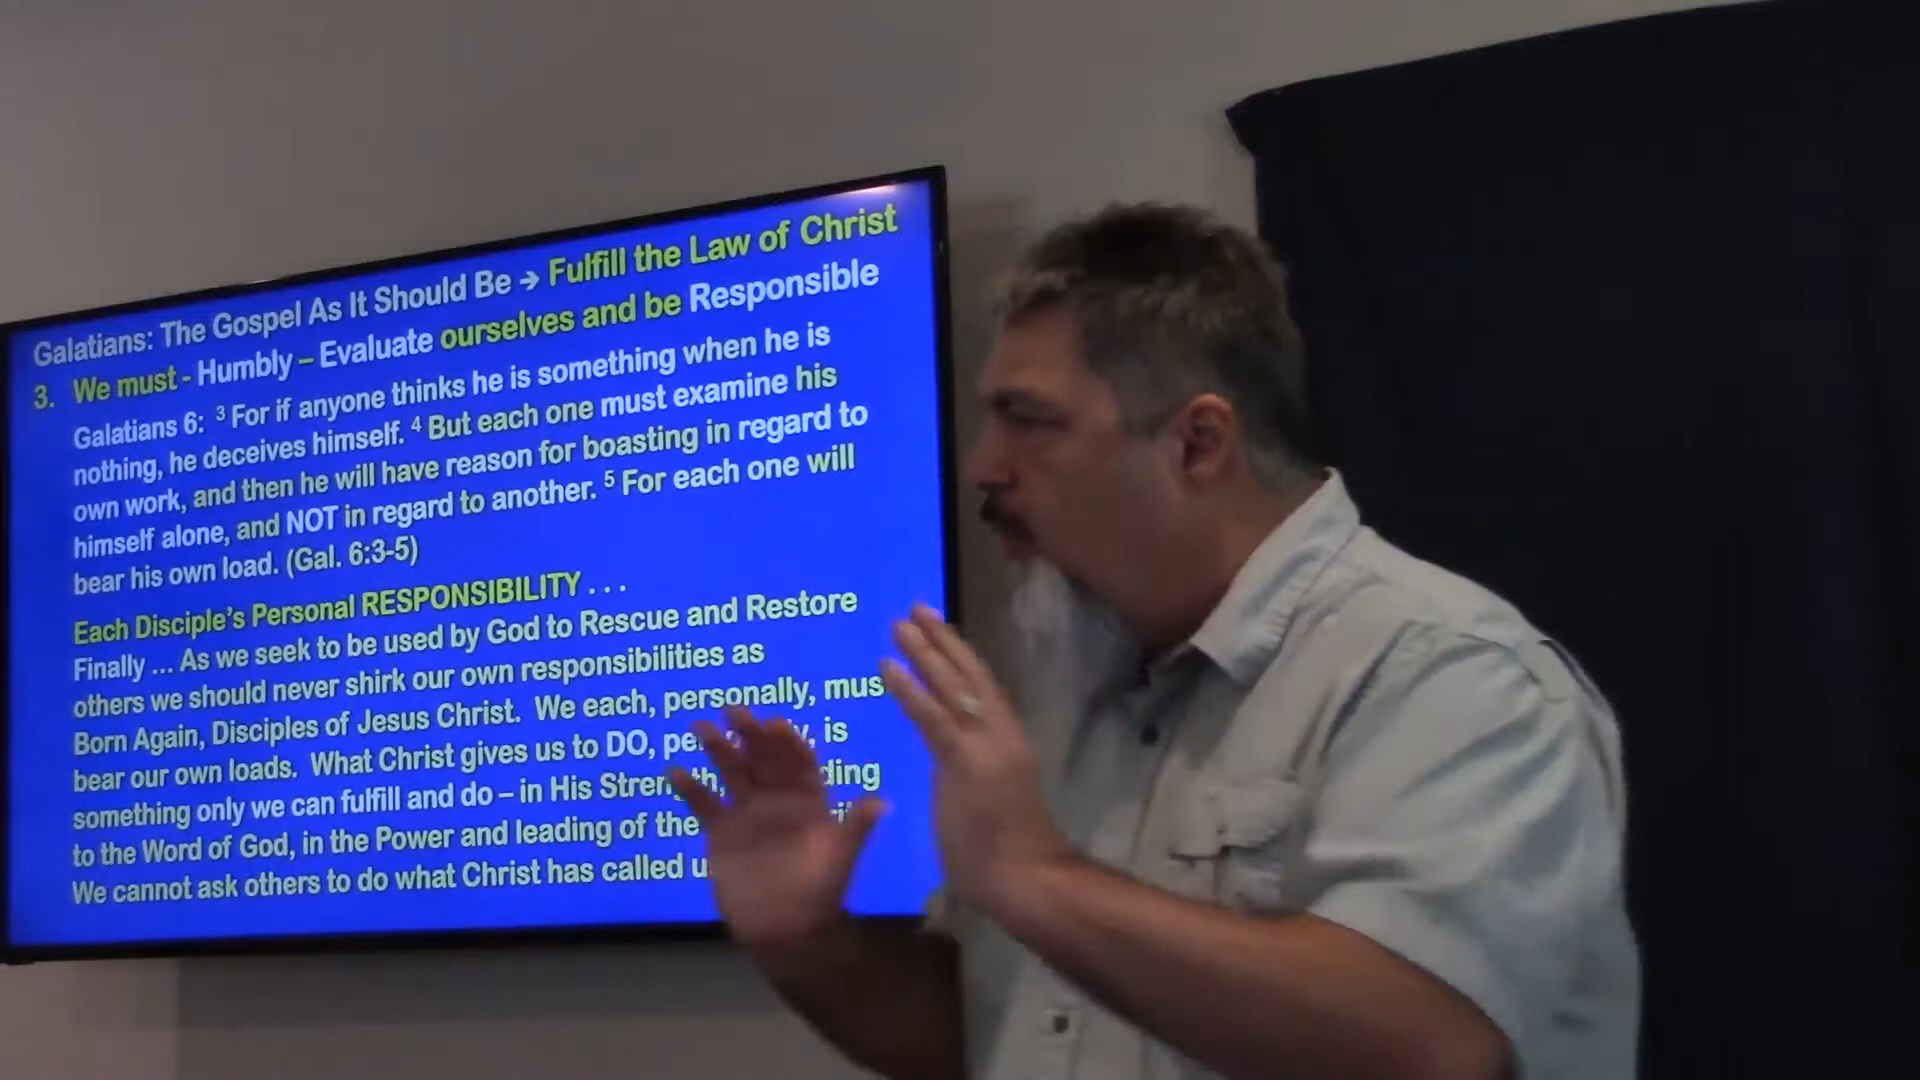 Galatians: The Gospel As It Should Be → Fulfill the Law of Christ
3. We must - Humbly – Evaluate ourselves and be Responsible
Galatians 6: 3 For if anyone thinks he is something when he is
nothing, he deceives himself. 4 But each one must examine his
own work, and then he will have reason for boasting in regard to
himself alone, and NOT in regard to another. 5 For each one will
bear his own load. (Gal. 6:3-5)
Each Disciple's Personal RESPONSIBILITY . . .
Finally ... As we seek to be used by God to Rescue and Restore
others we should never shirk our own responsibilities as
Born Again, Disciples of Jesus Christ. We each, personally, must
bear our own loads. What Christ gives us to DO, is
something only we can fulfill and do – in His Strength,
to the Word of God, in the Power and leading of the
We cannot ask others to do what Christ has called